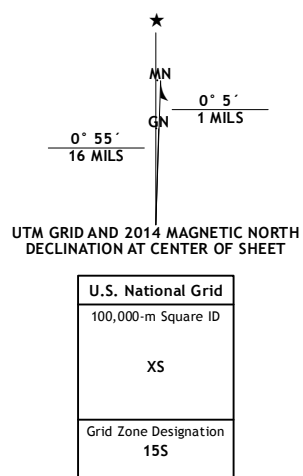 ★
MN
0° 5´
1 MILS
GN
0° 55´
16 MILS
UTM GRID AND 2014 MAGNETIC NORTH
DECLINATION AT CENTER OF SHEET
U.S. National Grid
100,000-m Square ID
XS
Grid Zone Designation
15S